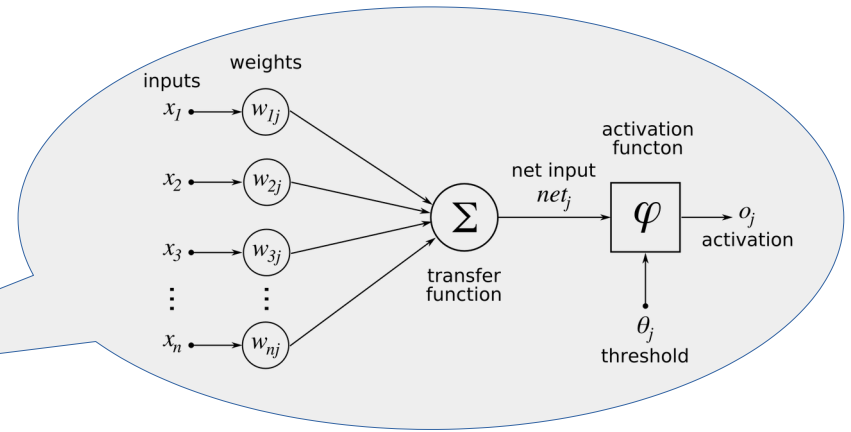 inputs
weights
x1
w1j
x2
w2j
x3
w3j
⋮
⋮
xn
wnj
Σ
transfer
function
net input
netj
activation
functon
φ
oj
activation
θj
threshold